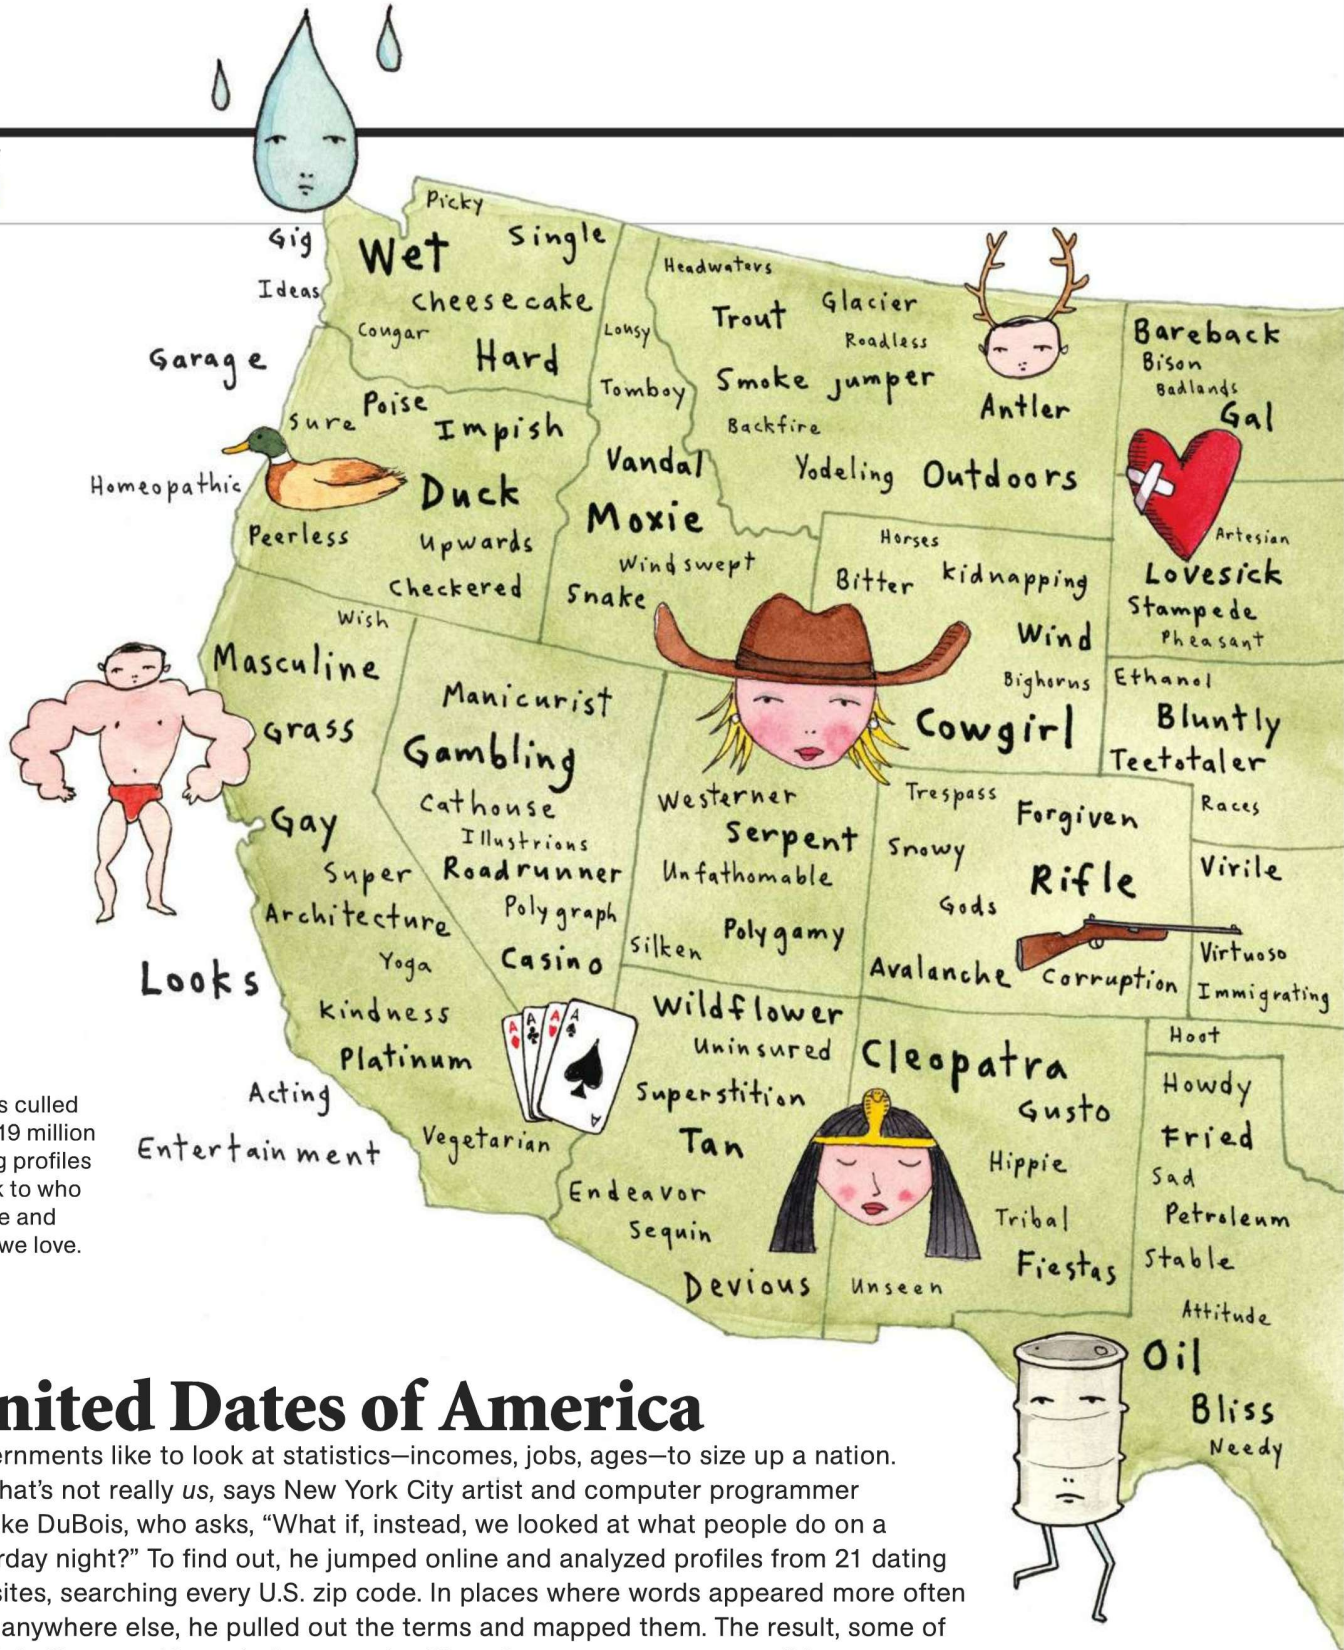 Picky
Gig
Wet
Single
Ideas
Cheesecake
Cougar
Hard
Garage
Lousy
Tomboy
Headwaters
Trout
Glacier
Roadless
Smoke jumper
Antler
Backfire
Yodeling
Outdoors
Bareback
Bison
Badlands
Gal
Sure
Poise
Impish
Homeopathic
Duck
Peerless
Upwards
Checkered
Vandal
Moxie
Windswept
Snake
Horses
Bitter
Kidnapping
Wind
Bighorns
Cowgirl
Artesian
Lovesick
Stampede
Pheasant
Ethanol
Bluntly
Teetotaler
Wish
Masculine
Grass
Gay
Super
Architecture
Yoga
Looks
Kindness
Platinum
Acting
Entertainment
Vegetarian
Manicurist
Gambling
Cathouse
Illustrious
Roadrunner
Polygraph
Casino
A
A
A
A
A
Westerner
Serpent
Unfathomable
Polygamy
Silken
Trespass
Forgiven
Snowy
Rifle
Gods
Avalanche
Corruption
Races
Virile
Virtuoso
Immigrating
Wildflower
Uninsured
Superstition
Tan
Endeavor
Sequin
Devious
Cleopatra
Gusto
Hippie
Tribal
Fiestas
Unseen
Hoot
Howdy
Fried
Sad
Petroleum
Stable
Attitude
Oil
Bliss
Needy
s culled
19 million
g profiles
k to who
e and
we love.
nited Dates of America
ernments like to look at statistics—incomes, jobs, ages—to size up a nation.
hat's not really us, says New York City artist and computer programmer
ke DuBois, who asks, “What if, instead, we looked at what people do on a
rday night?” To find out, he jumped online and analyzed profiles from 21 dating
sites, searching every U.S. zip code. In places where words appeared more often
anywhere else, he pulled out the terms and mapped them. The result, some of